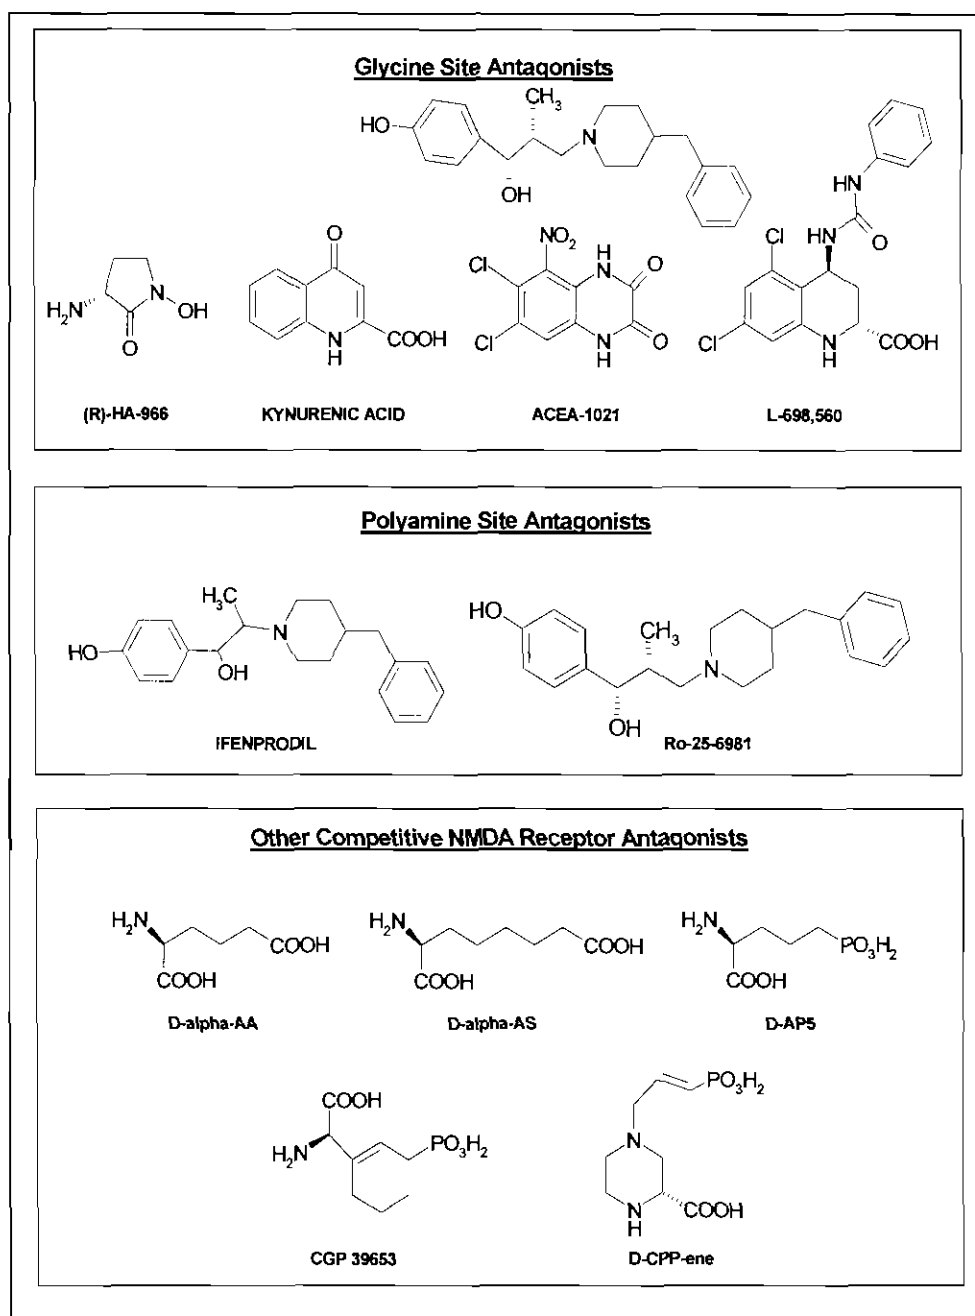 Glycine Site Antagonists
CH3
HO
N
OH
H
N
HN
O
Cl
Cl
N
H
COOH
NO2
Cl
Cl
H
N
O
O
N
H
O
N
H
COOH
H2N
N
OH
O
(R)-HA-966
KYNURENIC ACID
ACEA-1021
L-698,560
Polyamine Site Antagonists
H3C
HO
N
OH
HO
CH3
N
OH
IFENPRODIL
Ro-25-6981
Other Competitive NMDA Receptor Antagonists
H2N
COOH
COOH
H2N
COOH
COOH
H2N
PO3H2
COOH
D-alpha-AA
D-alpha-AS
D-AP5
COOH
H2N
PO3H2
PO3H2
N
N
H
COOH
CGP 39653
D-CPP-ene